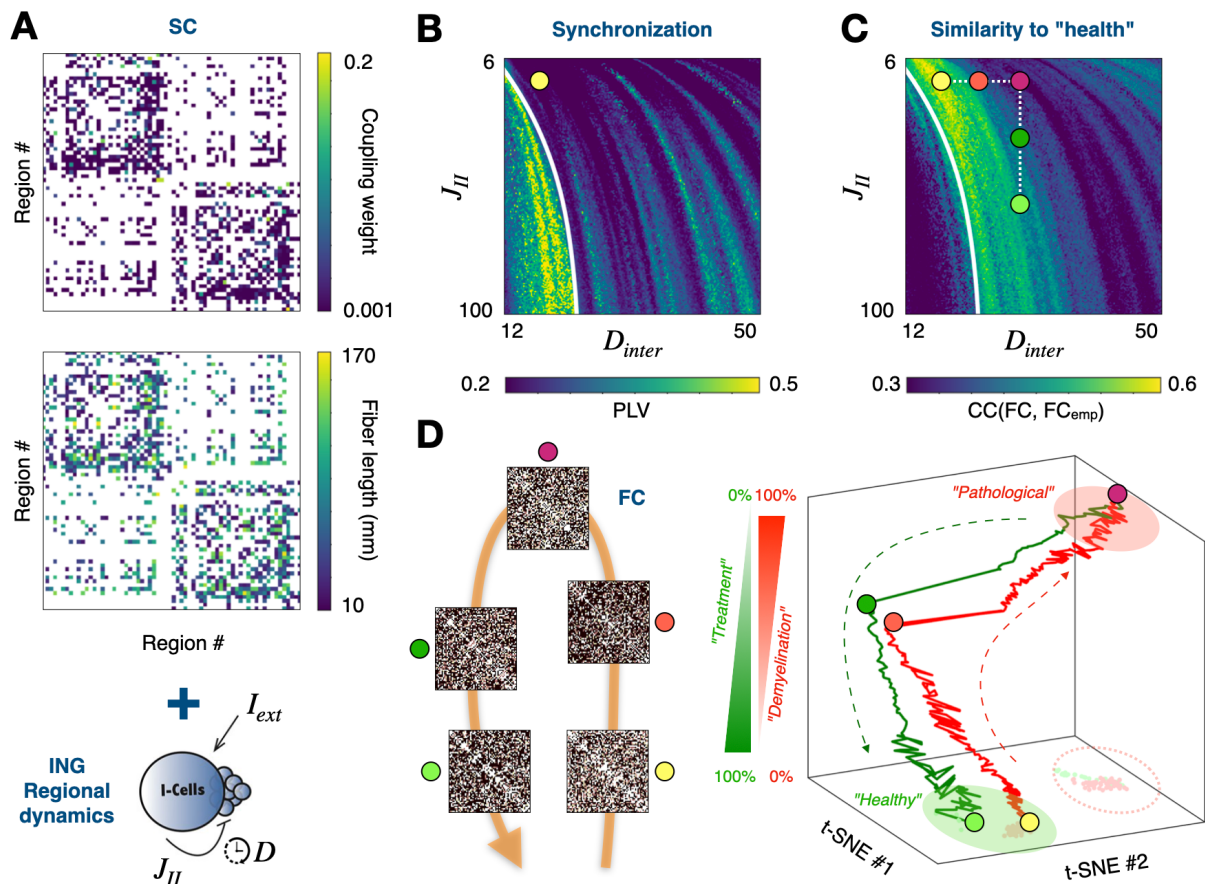 A
SC
Region #
0.2
Coupling weight
0.001
Region #
170
Fiber length (mm)
10
Region #
+
I_ext
ING
Regional
dynamics
I-Cells
J_II
D
B
Synchronization
6
J_II
100
12
D_inter
50
0.2
0.5
PLV
C
Similarity to "health"
6
J_II
100
12
D_inter
50
0.3
0.6
CC(FC, FC_emp)
D
FC
0%
100%
"Treatment"
"Demyelination"
100%
0%
"Pathological"
"Healthy"
t-SNE #1
t-SNE #2